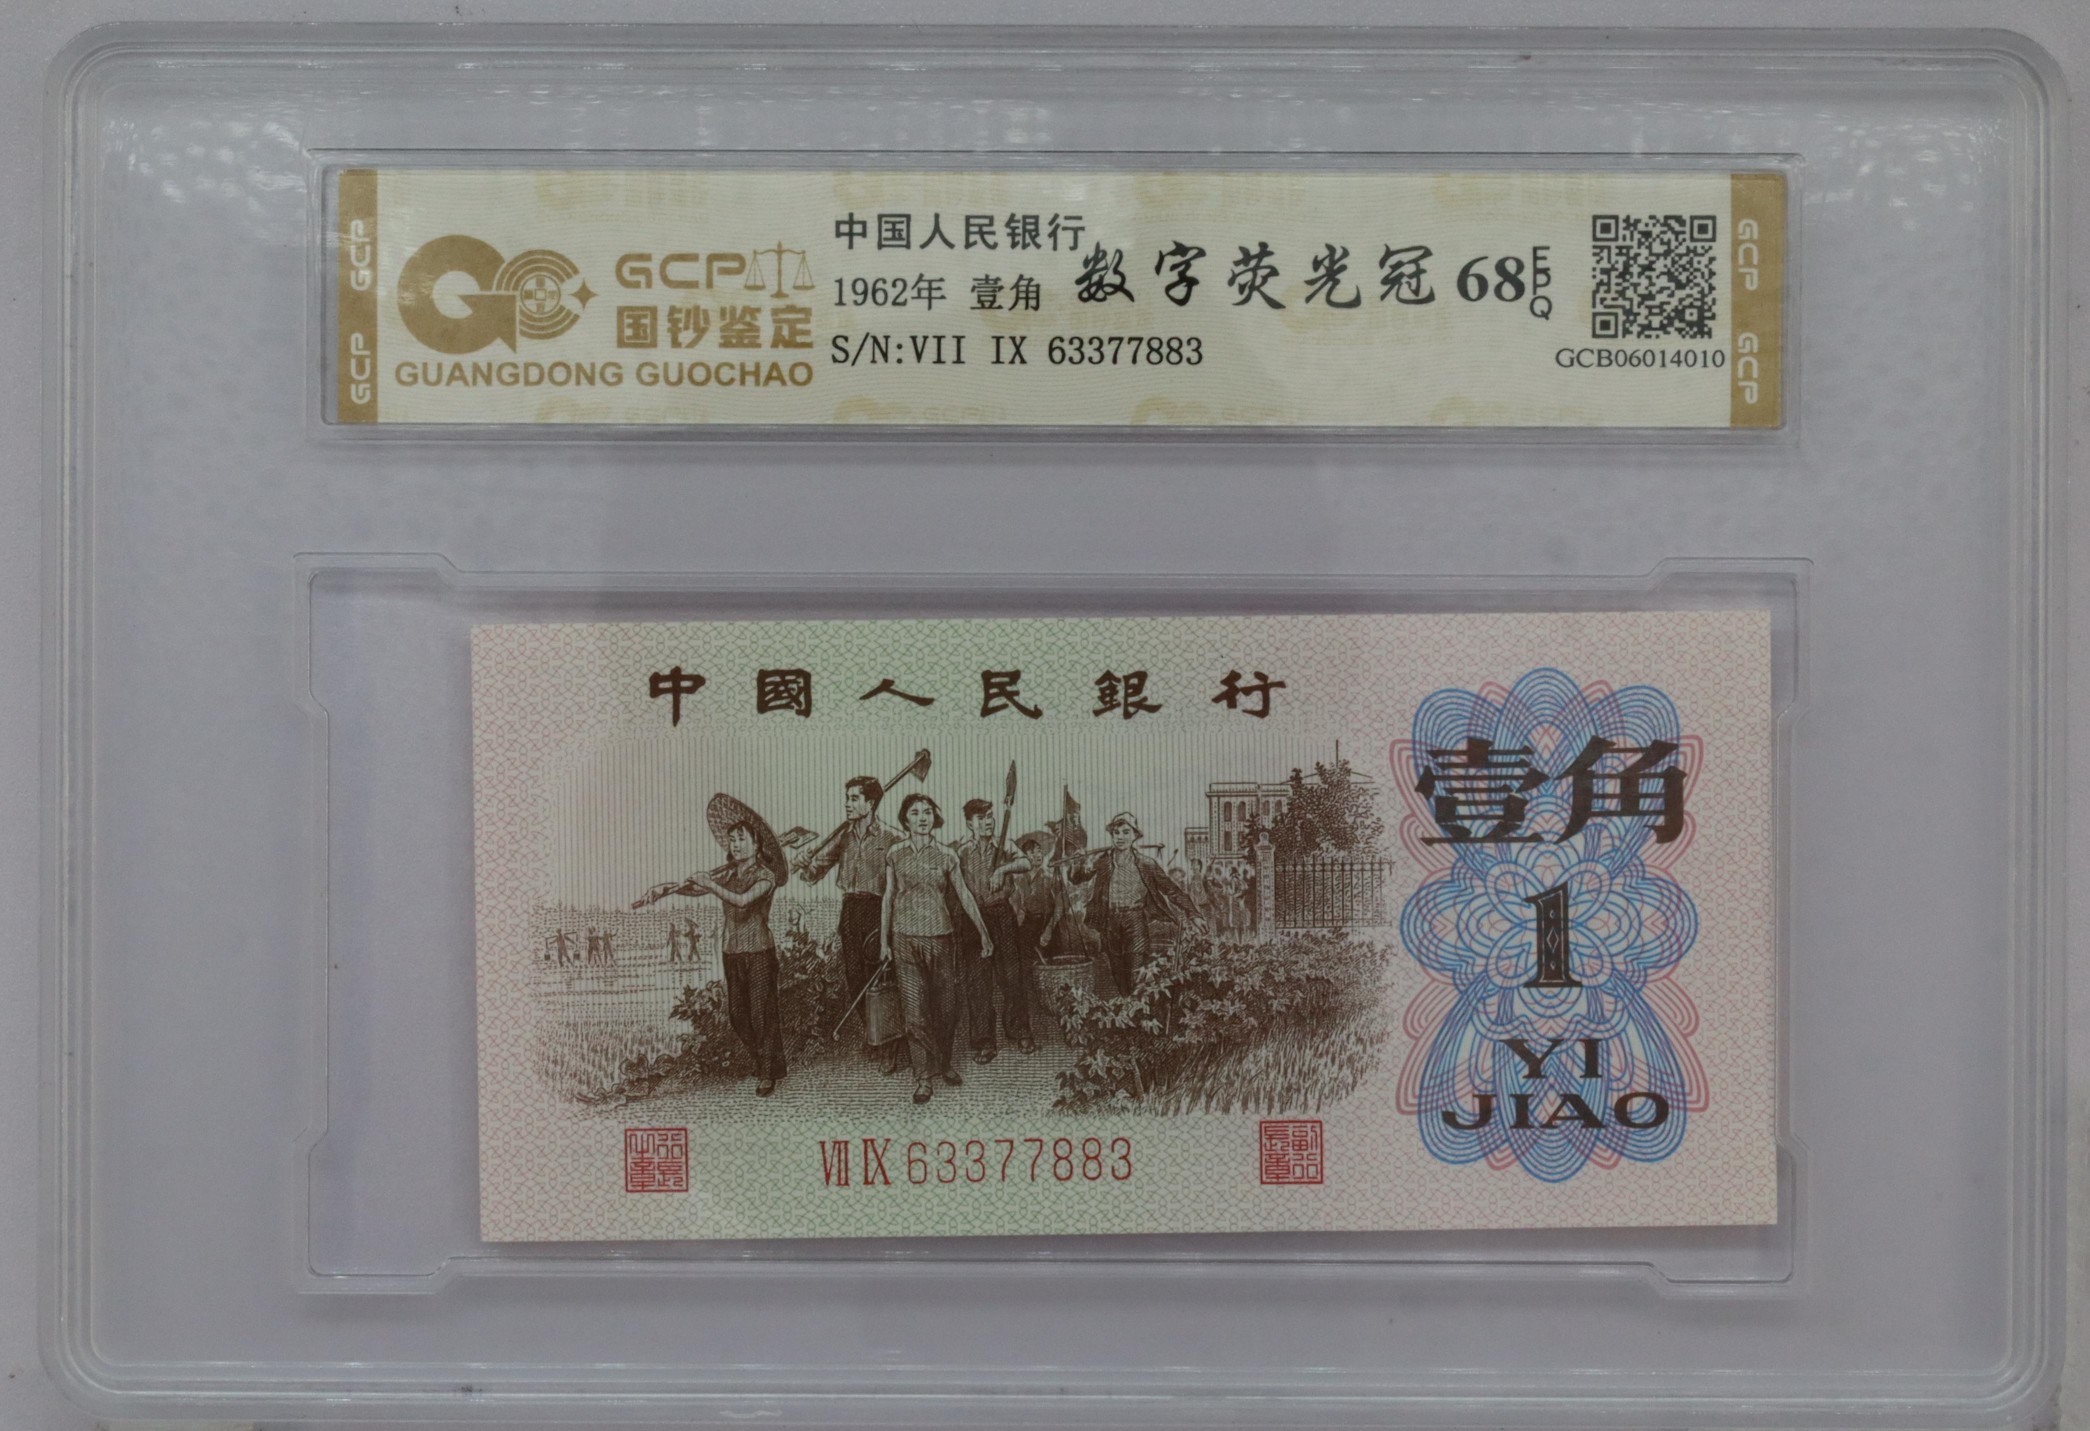 GCP
GCP
GCP
国钞鉴定
GUANGDONG GUOCHAO
中国人民银行
1962年 壹角
数字荧光冠 68 EPQ
S/N:VII IX 63377883
GCB06014010
GCP
GCP
中國人民銀行
壹角
1
YI
JIAO
VII IX 63377883